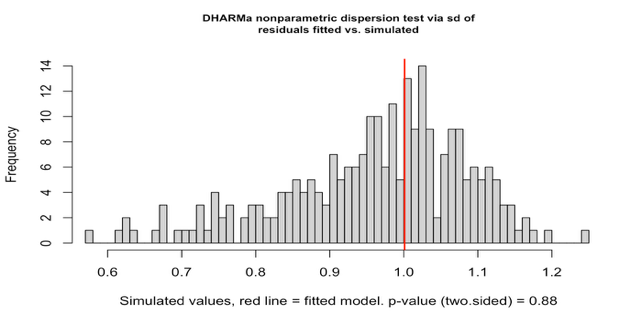 DHARMa nonparametric dispersion test via sd of
residuals fitted vs. simulated
Frequency
14
12
10
8
6
4
2
0
0.6 0.7 0.8 0.9 1.0 1.1 1.2
Simulated values, red line = fitted model. p-value (two.sided) = 0.88